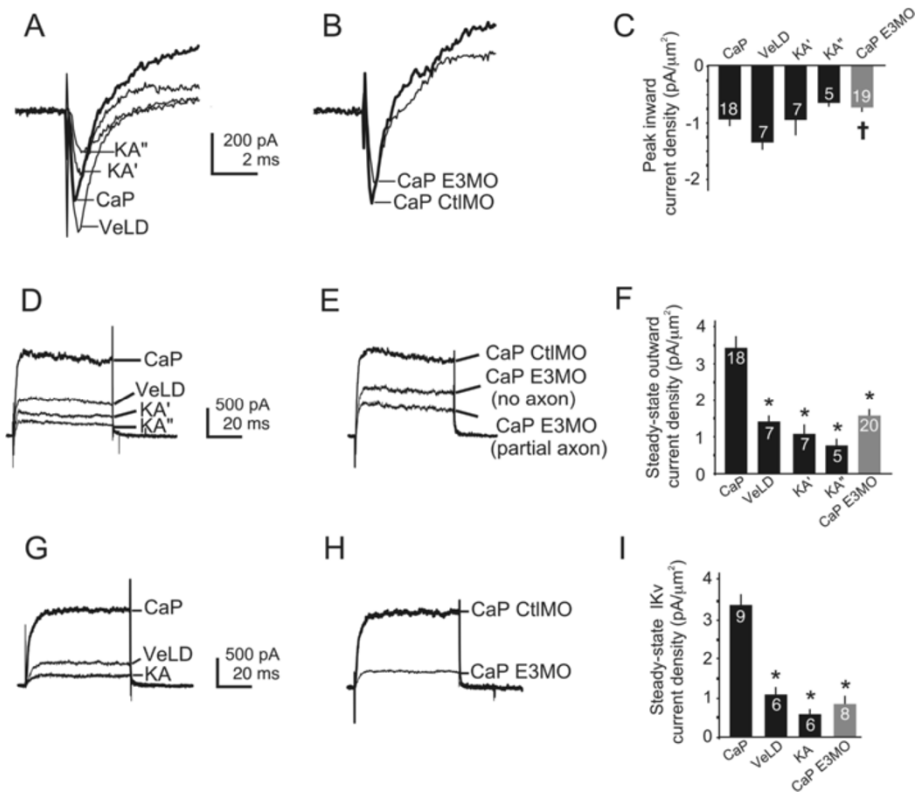 A
KA"
KA'
CaP
VeLD
200 pA
2 ms
B
CaP E3MO
CaP CtlMO
C
CaP
VeLD
KA'
KA"
CaP E3MO
Peak inward
current density (pA/µm²)
0
-1
-2
18
7
7
5
19
†
D
CaP
VeLD
KA'
KA"
500 pA
20 ms
E
CaP CtlMO
CaP E3MO
(no axon)
CaP E3MO
(partial axon)
F
Steady-state outward
current density (pA/µm²)
4
3
2
1
0
18
* 7
* 7
* 5
* 20
CaP
VeLD
KA'
KA"
CaP E3MO
G
CaP
VeLD
KA
500 pA
20 ms
H
CaP CtlMO
CaP E3MO
I
Steady-state IKv
current density (pA/µm²)
4
3
2
1
0
9
* 6
* 6
* 8
CaP
VeLD
KA
CaP E3MO